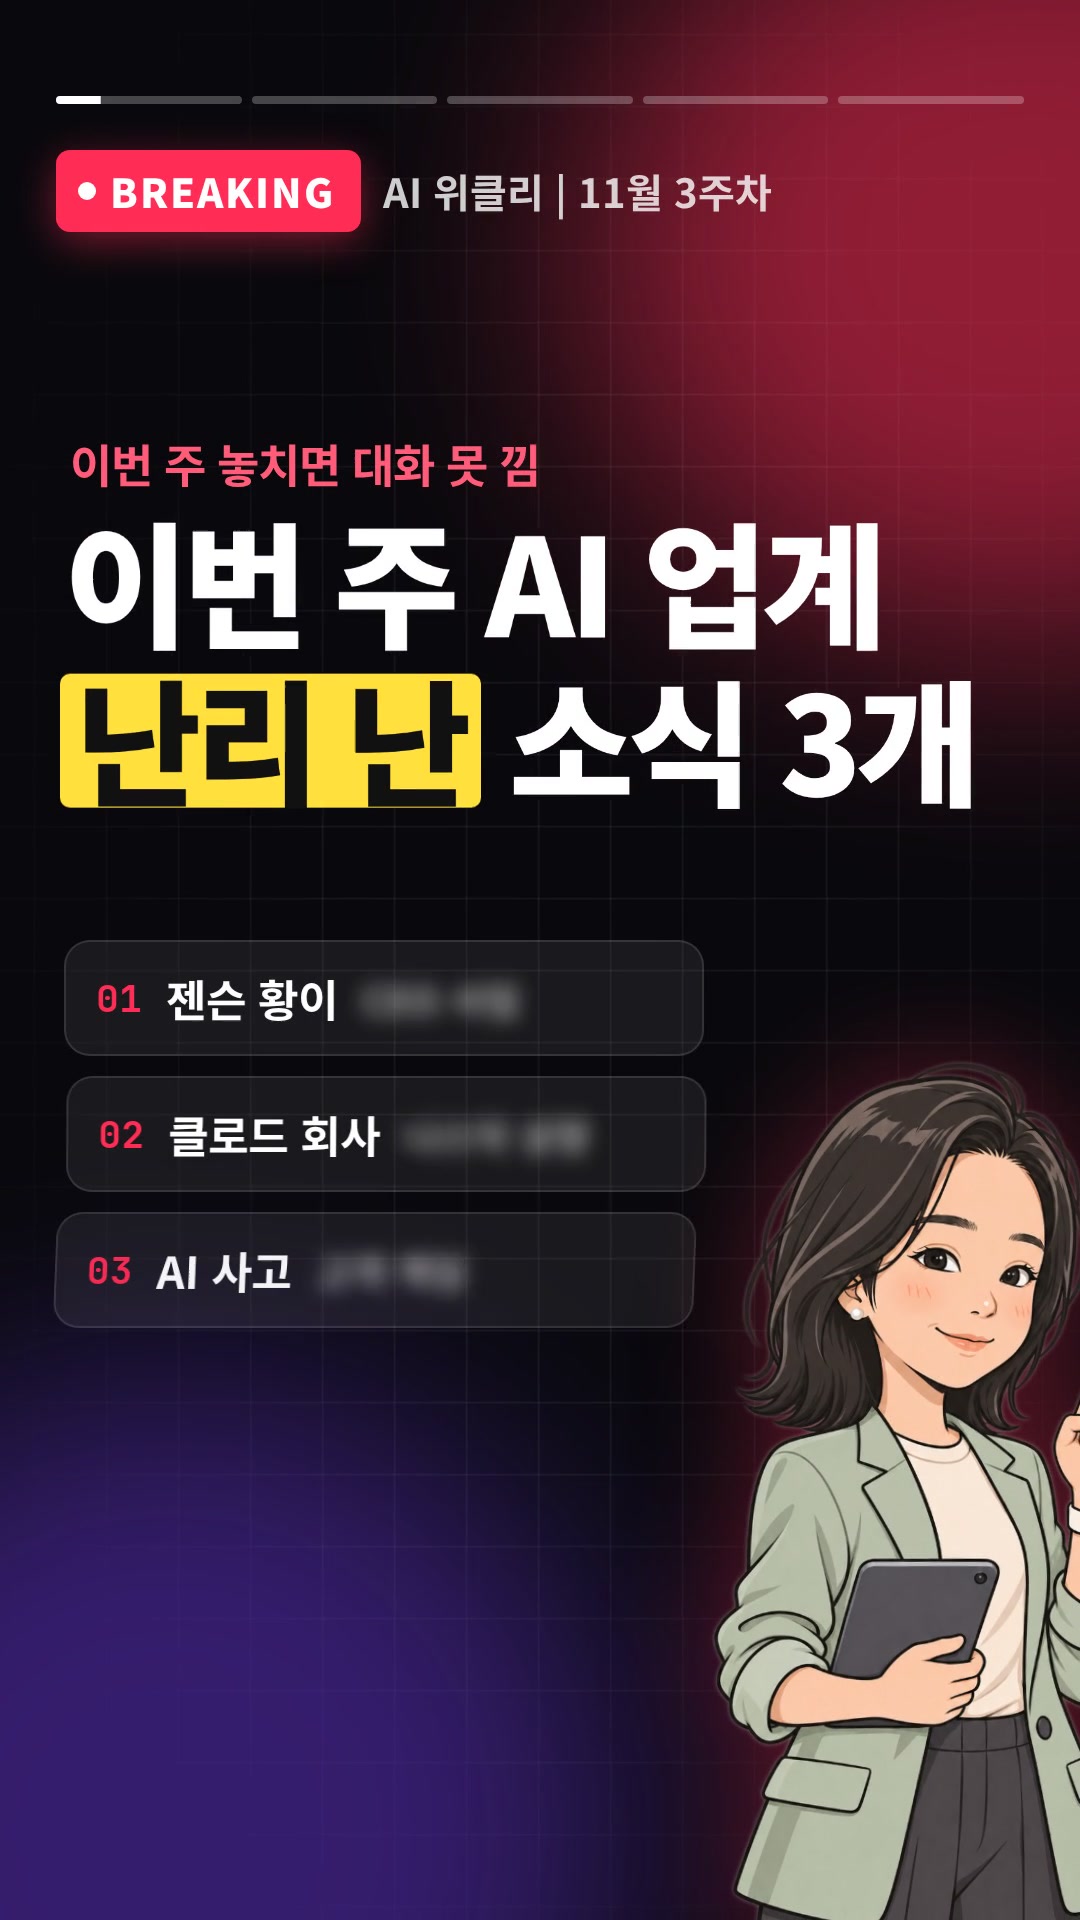 BREAKING AI 위클리 | 11월 3주차
이번 주 놓치면 대화 못 낌
이번 주 AI 업계
난리 난 소식 3개
01 젠슨 황이
02 클로드 회사
03 AI 사고